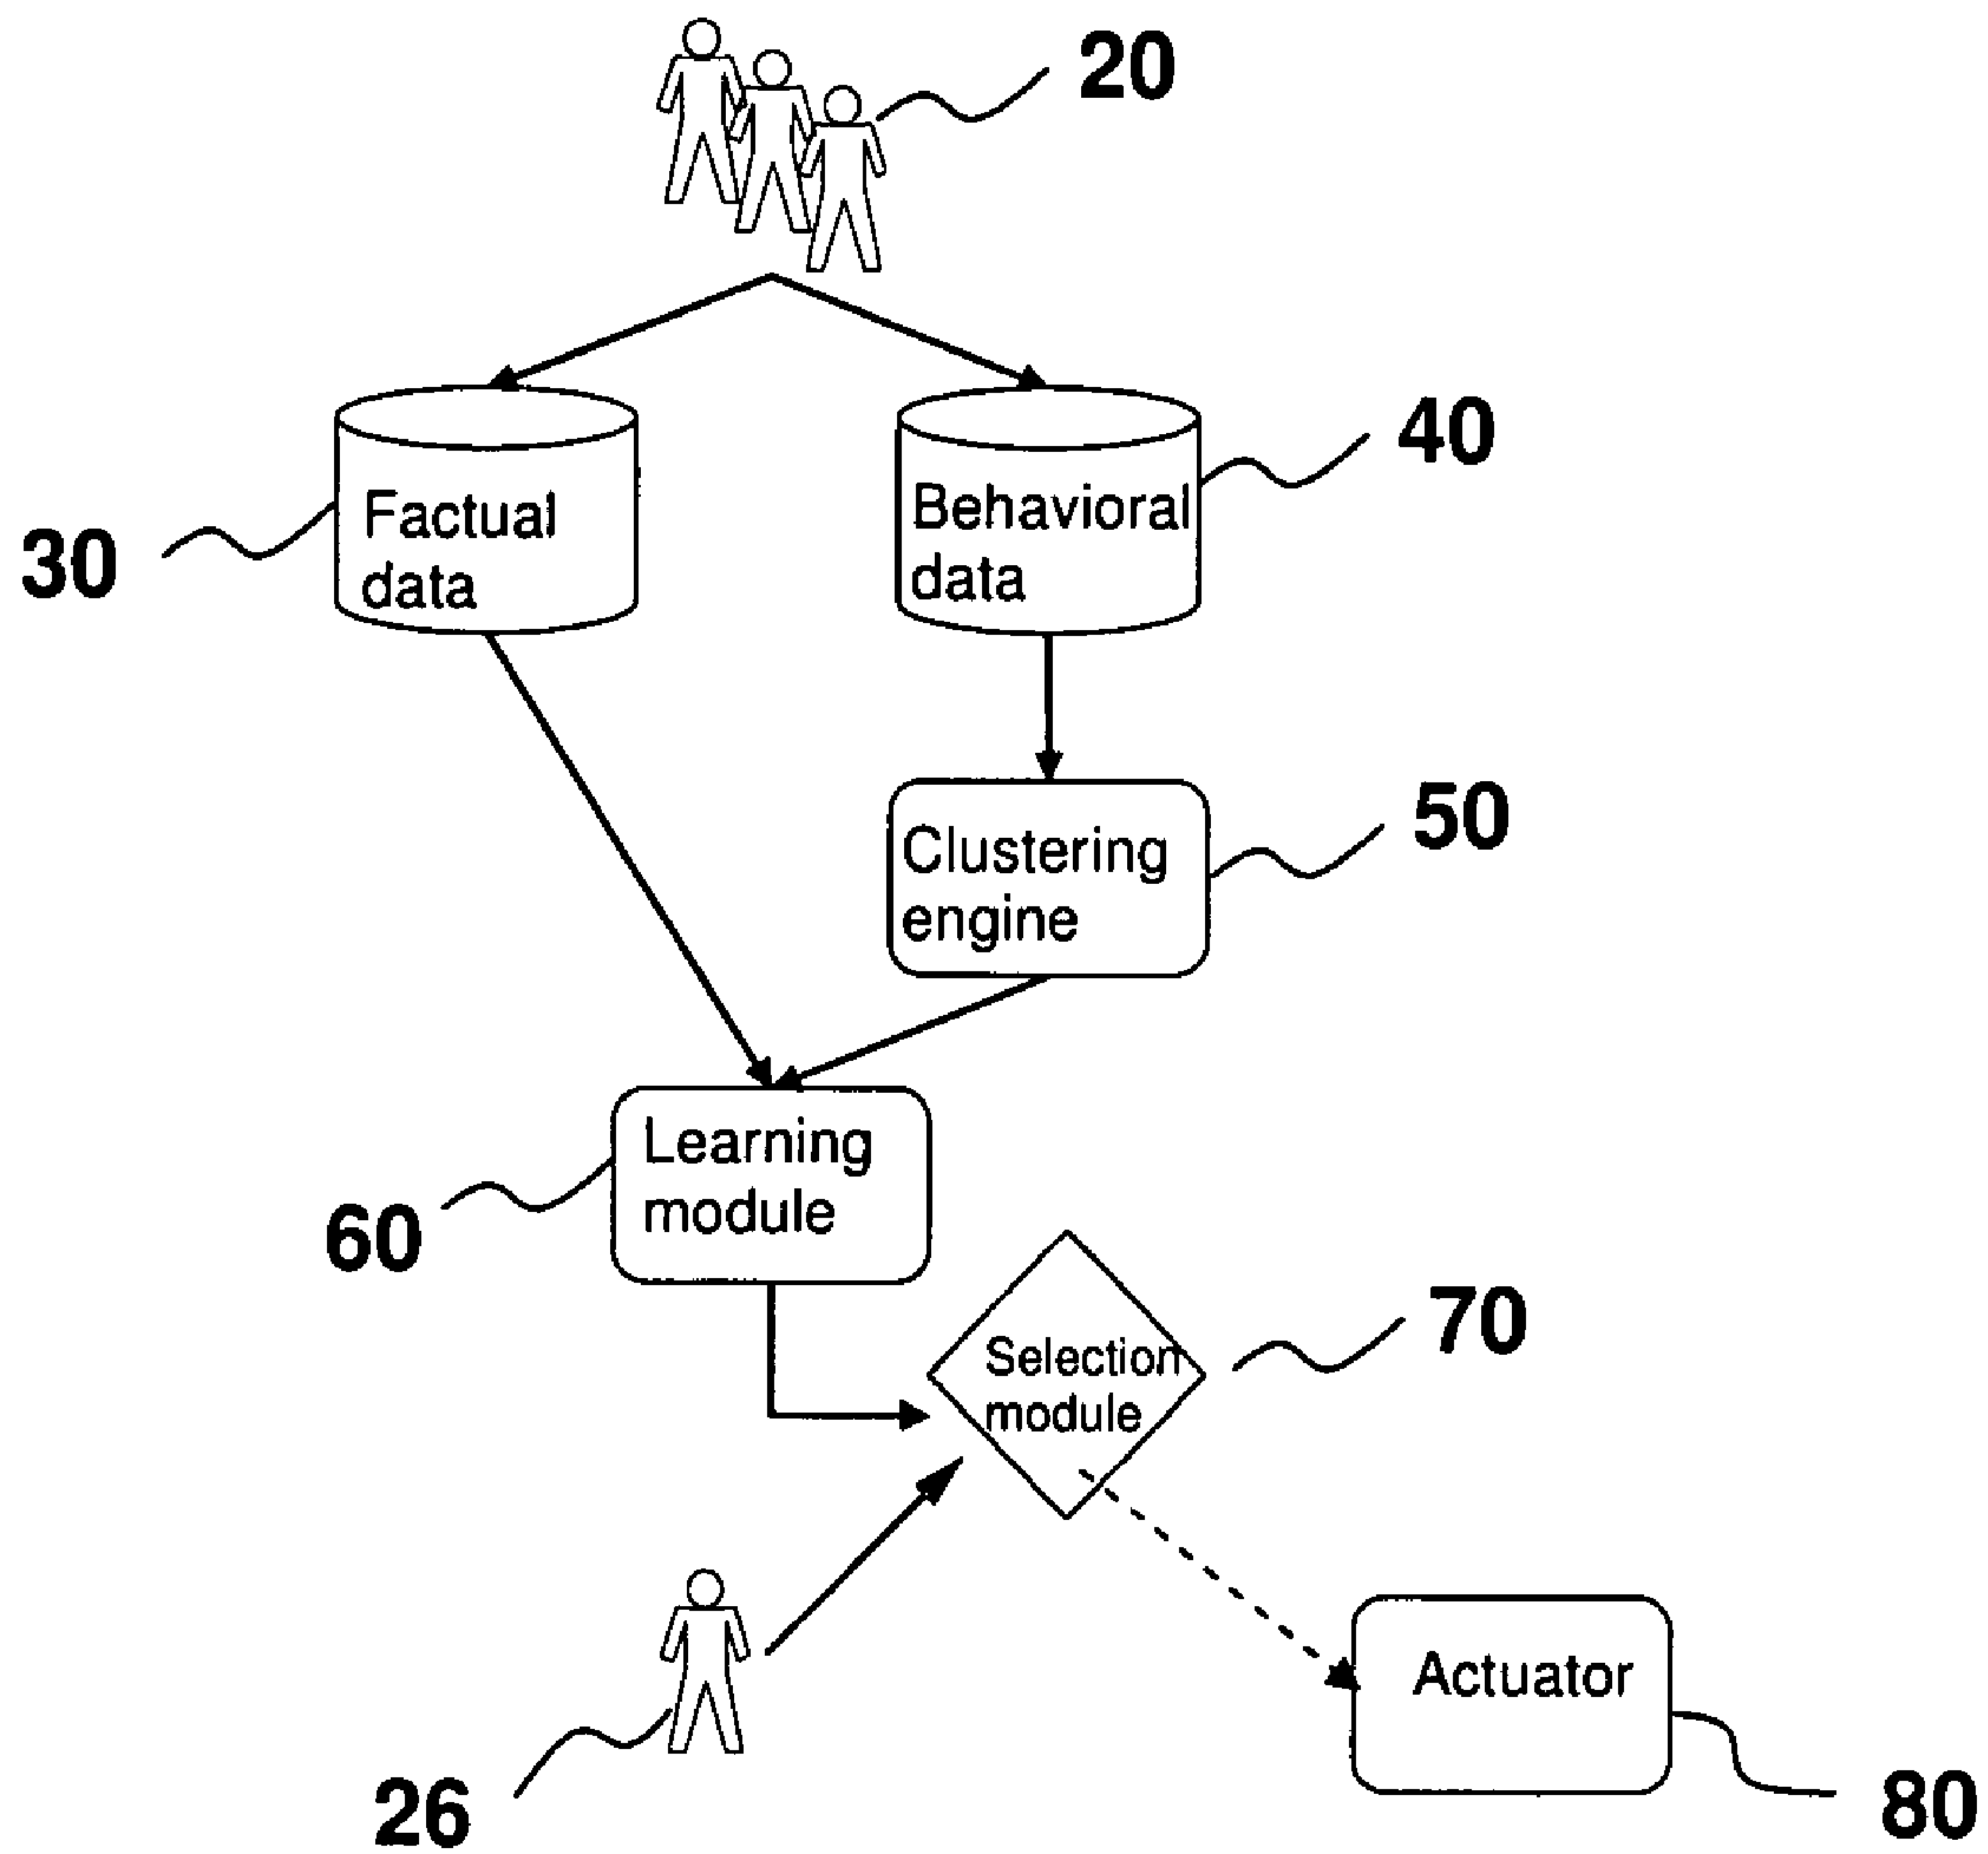 20
40
Factual
data
Behavioral
data
30
50
Clustering
engine
Learning
module
60
70
Selection
module
Actuator
26
80